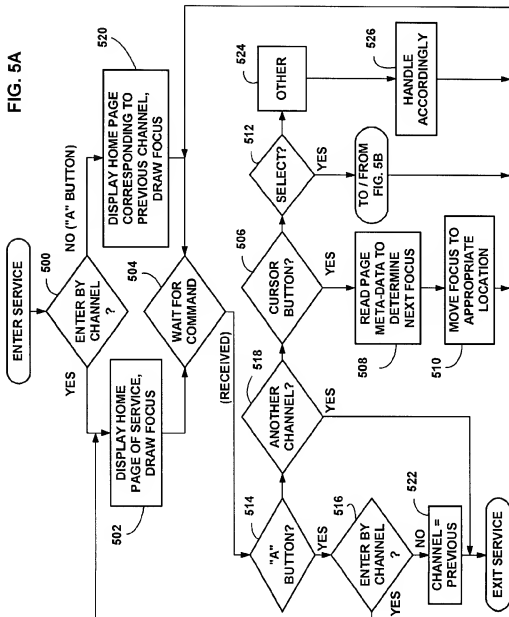 FIG. 5A
ENTER SERVICE
500
ENTER BY
CHANNEL
?
YES
NO ("A" BUTTON)
502
DISPLAY HOME
PAGE OF SERVICE,
DRAW FOCUS
520
DISPLAY HOME PAGE
CORRESPONDING TO
PREVIOUS CHANNEL,
DRAW FOCUS
504
WAIT FOR
COMMAND
(RECEIVED)
514
"A"
BUTTON?
YES
518
ANOTHER
CHANNEL?
YES
506
CURSOR
BUTTON?
YES
512
SELECT?
YES
524
OTHER
516
ENTER BY
CHANNEL
?
YES
NO
522
CHANNEL =
PREVIOUS
EXIT SERVICE
READ PAGE
META-DATA TO
DETERMINE
NEXT FOCUS
508
MOVE FOCUS TO
APPROPRIATE
LOCATION
510
TO / FROM
FIG. 5B
526
HANDLE
ACCORDINGLY